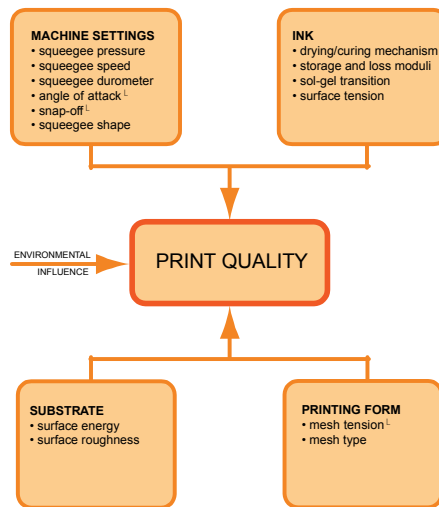 MACHINE SETTINGS
• squeegee pressure
• squeegee speed
• squeegee durometer
• angle of attack └
• snap-off └
• squeegee shape
INK
• drying/curing mechanism
• storage and loss moduli
• sol-gel transition
• surface tension
ENVIRONMENTAL
INFLUENCE
PRINT QUALITY
SUBSTRATE
• surface energy
• surface roughness
PRINTING FORM
• mesh tension └
• mesh type